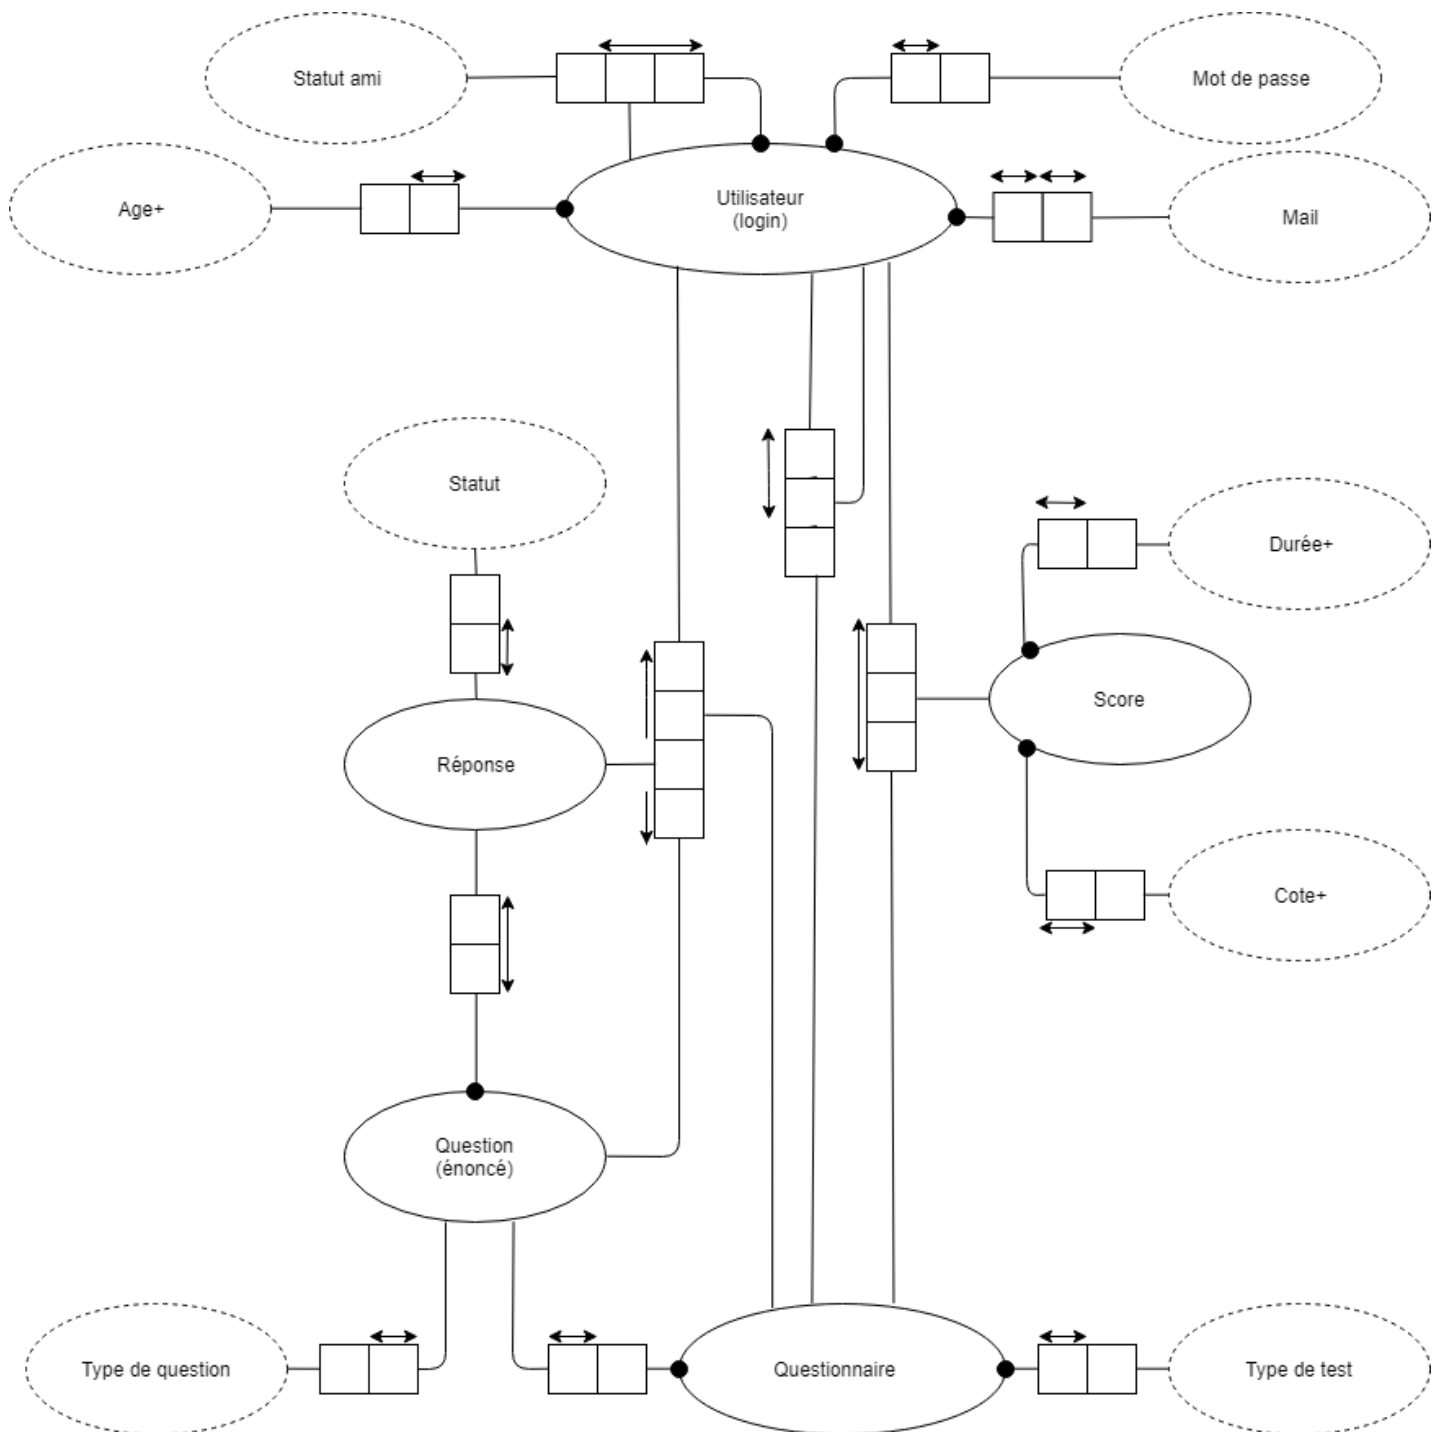 Statut ami
Mot de passe
Age+
Utilisateur
(login)
Mail
Statut
Durée+
Score
Réponse
Cote+
Question
(énoncé)
Type de question
Questionnaire
Type de test